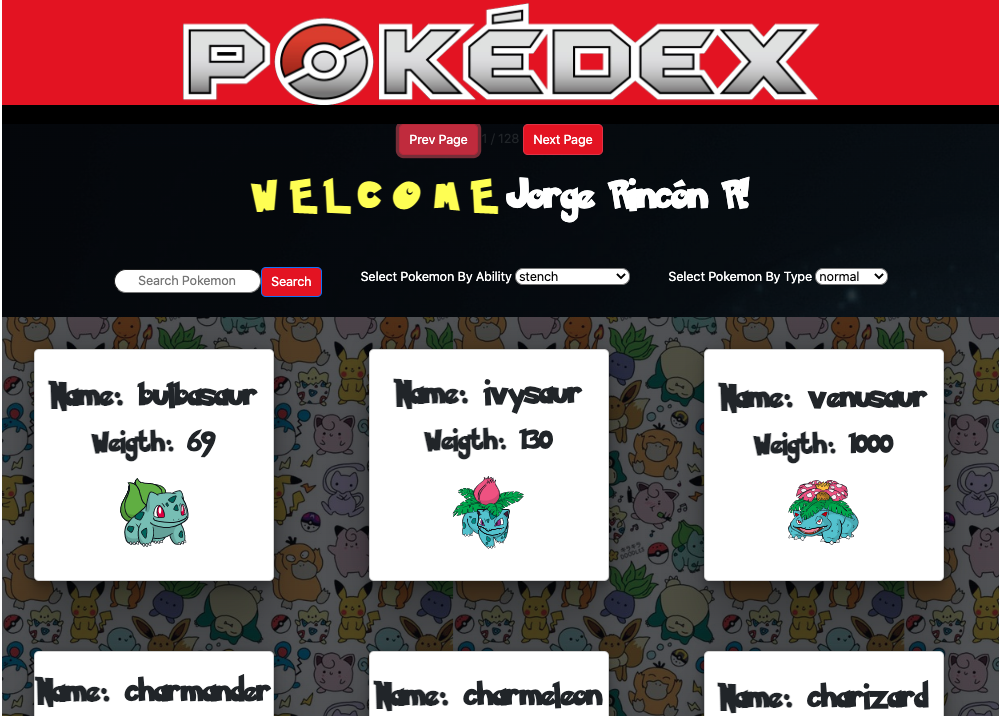 POKÉDEX
Prev Page 1 / 128 Next Page
WELCOME Jorge Rincón R!
Search Pokemon Search Select Pokemon By Ability stench Select Pokemon By Type normal
Name: bulbasaur
Weigth: 69
Name: ivysaur
Weigth: 130
Name: venusaur
Weigth: 1000
Name: charmander
Name: charmeleon
Name: charizard